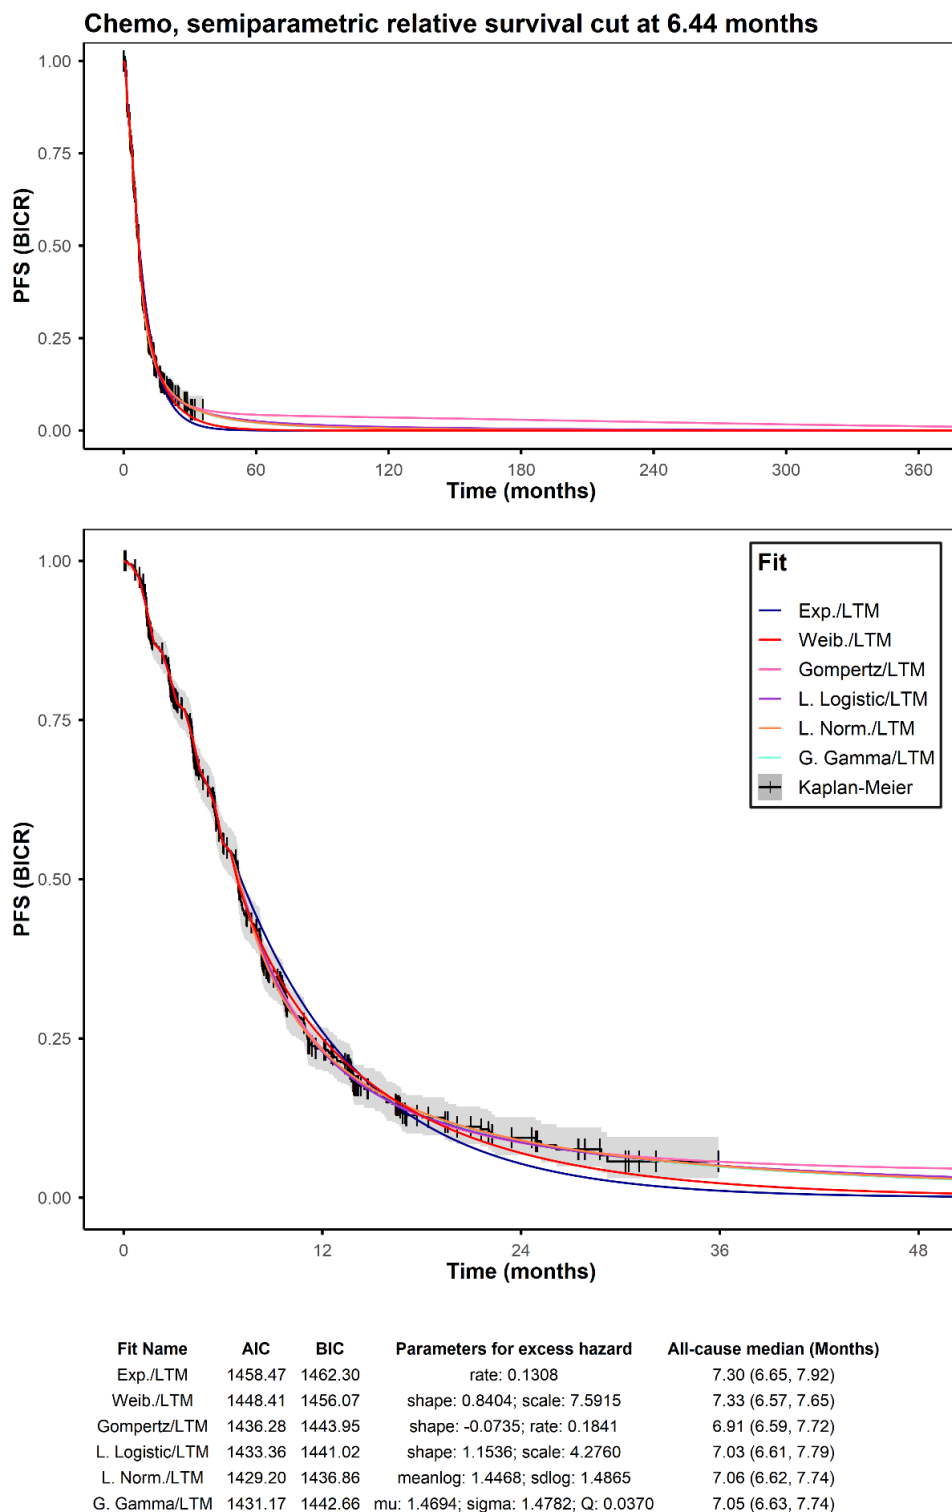 Chemo, semiparametric relative survival cut at 6.44 months
PFS (BICR)
1.00
0.75
0.50
0.25
0.00
0 60 120 180 240 300 360
Time (months)
PFS (BICR)
1.00
0.75
0.50
0.25
0.00
Fit
Exp./LTM
Weib./LTM
Gompertz/LTM
L. Logistic/LTM
L. Norm./LTM
G. Gamma/LTM
Kaplan-Meier
0 12 24 36 48
Time (months)
Fit Name AIC BIC Parameters for excess hazard All-cause median (Months)
Exp./LTM 1458.47 1462.30 rate: 0.1308 7.30 (6.65, 7.92)
Weib./LTM 1448.41 1456.07 shape: 0.8404; scale: 7.5915 7.33 (6.57, 7.65)
Gompertz/LTM 1436.28 1443.95 shape: -0.0735; rate: 0.1841 6.91 (6.59, 7.72)
L. Logistic/LTM 1433.36 1441.02 shape: 1.1536; scale: 4.2760 7.03 (6.61, 7.79)
L. Norm./LTM 1429.20 1436.86 meanlog: 1.4468; sdlog: 1.4865 7.06 (6.62, 7.74)
G. Gamma/LTM 1431.17 1442.66 mu: 1.4694; sigma: 1.4782; Q: 0.0370 7.05 (6.63, 7.74)